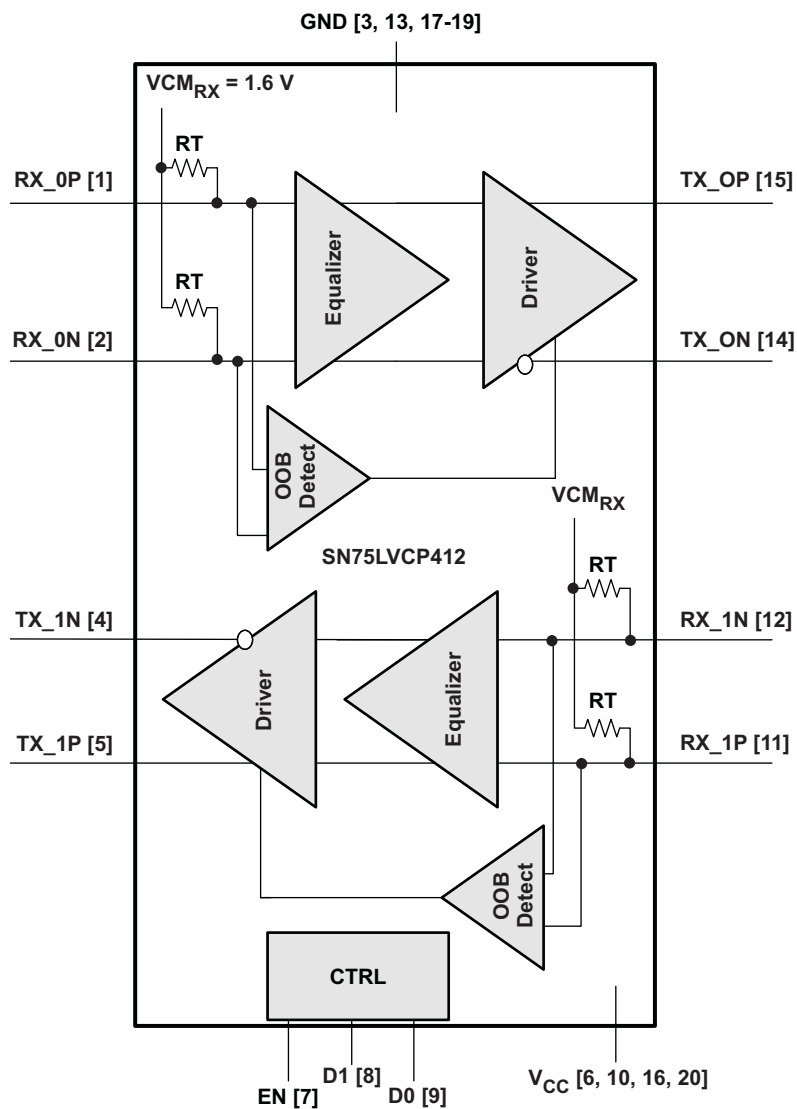 GND [3, 13, 17-19]
VCMRX = 1.6 V
RT
RX_0P [1]
TX_OP [15]
Equalizer
Driver
RT
RX_0N [2]
TX_ON [14]
OOB
Detect
VCMRX
SN75LVCP412
RT
TX_1N [4]
RX_1N [12]
Driver
Equalizer
RT
TX_1P [5]
RX_1P [11]
OOB
Detect
CTRL
EN [7]
D1 [8]
D0 [9]
VCC [6, 10, 16, 20]